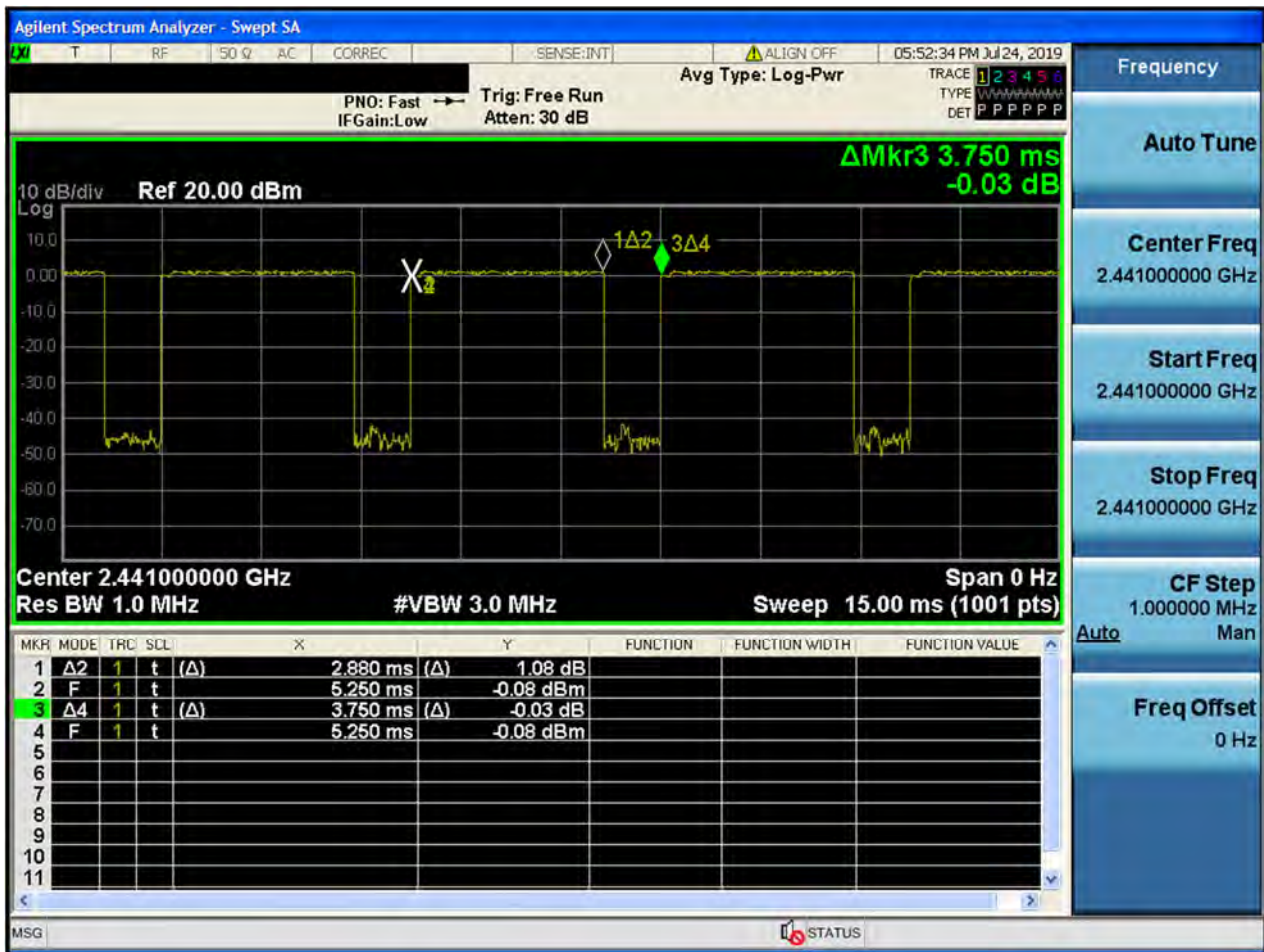 Agilent Spectrum Analyzer - Swept SA
LXI T RF 50 Ω AC CORREC SENSE:INT ALIGN OFF 05:52:34 PM Jul 24, 2019
Avg Type: Log-Pwr
TRACE 1 2 3 4 5 6
PNO: Fast Trig: Free Run
TYPE
IFGain:Low Atten: 30 dB
DET P P P P P P
ΔMkr3 3.750 ms
-0.03 dB
10 dB/div Ref 20.00 dBm
Log
10.0
0.00
-10.0
-20.0
-30.0
-40.0
-50.0
-60.0
-70.0
1Δ2 3Δ4
X
Center 2.441000000 GHz Span 0 Hz
Res BW 1.0 MHz #VBW 3.0 MHz Sweep 15.00 ms (1001 pts)
MKR MODE TRC SCL X Y FUNCTION FUNCTION WIDTH FUNCTION VALUE
1 Δ2 1 t (Δ) 2.880 ms (Δ) 1.08 dB
2 F 1 t 5.250 ms -0.08 dBm
3 Δ4 1 t (Δ) 3.750 ms (Δ) -0.03 dB
4 F 1 t 5.250 ms -0.08 dBm
5
6
7
8
9
10
11
MSG STATUS
Frequency
Auto Tune
Center Freq
2.441000000 GHz
Start Freq
2.441000000 GHz
Stop Freq
2.441000000 GHz
CF Step
1.000000 MHz
Auto Man
Freq Offset
0 Hz